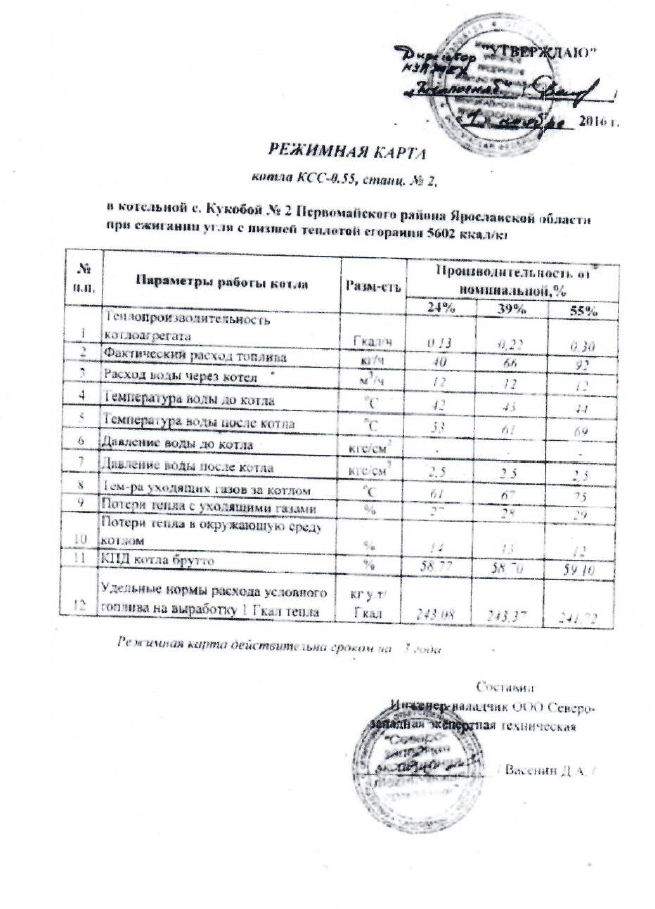 "УТВЕРЖДАЮ"
Директор
2016 г.
РЕЖИМНАЯ КАРТА
котла КСС-0.55, станц. № 2,
в котельной с. Кукобой № 2 Первомайского района Ярославской области
при сжигании угля с низшей теплотой сгорания 5602 ккал/кг
№ п.п. Параметры работы котла Разм-сть Производительность от номинальной,%
24% 39% 55%
1 Теплопроизводительность котлоагрегата Гкал/ч 0.13 0,22 0,30
2 Фактический расход топлива кг/ч 40 66 92
3 Расход воды через котел м³/ч 12 12 12
4 Температура воды до котла °С 42 43 44
5 Температура воды после котла °С 53 61 69
6 Давление воды до котла кгс/см² - - -
7 Давление воды после котла кгс/см² 2,5 2,5 2,5
8 Тем-ра уходящих газов за котлом °С 61 67 75
9 Потери тепла с уходящими газами % 27 28 29
10 Потери тепла в окружающую среду котлом % 14 13 12
11 КПД котла брутто % 58.77 58.70 59.10
12 Удельные нормы расхода условного топлива на выработку 1 Гкал тепла кг у.т/Гкал 243.08 243,37 241.72
Режимная карта действительна сроком на 3 года
Составил
Инженер-наладчик ООО Северо-
западная экспертная техническая
"Северо-
западная
экспертная
/ Васенин Д.А. /